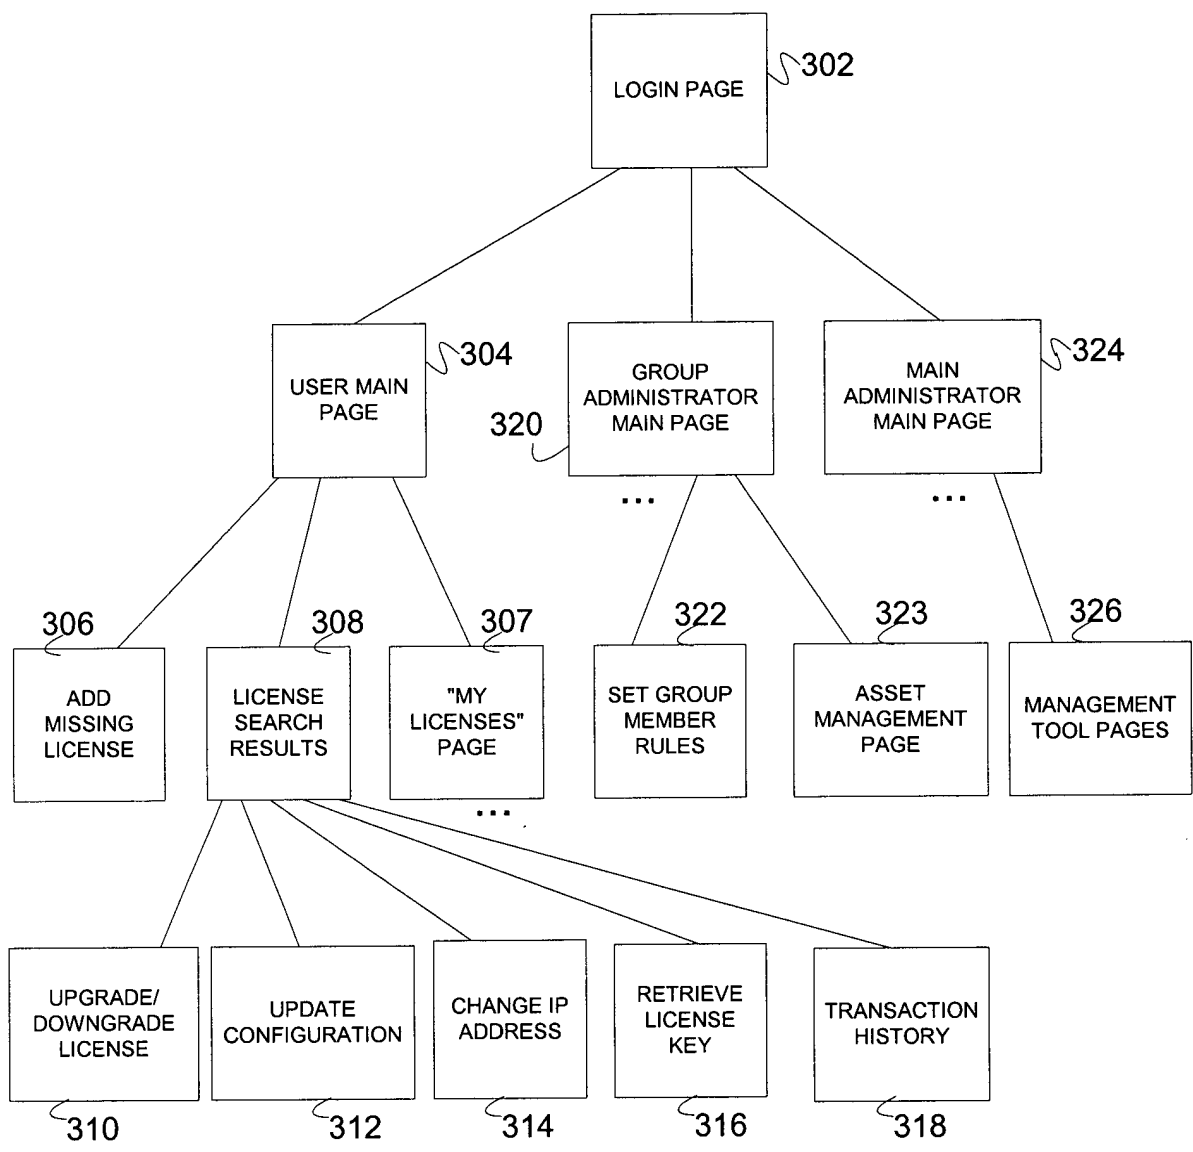 LOGIN PAGE
302
USER MAIN
PAGE
304
GROUP
ADMINISTRATOR
MAIN PAGE
320
MAIN
ADMINISTRATOR
MAIN PAGE
324
...
...
306
ADD
MISSING
LICENSE
308
LICENSE
SEARCH
RESULTS
307
"MY
LICENSES"
PAGE
...
322
SET GROUP
MEMBER
RULES
323
ASSET
MANAGEMENT
PAGE
326
MANAGEMENT
TOOL PAGES
UPGRADE/
DOWNGRADE
LICENSE
310
UPDATE
CONFIGURATION
312
CHANGE IP
ADDRESS
314
RETRIEVE
LICENSE
KEY
316
TRANSACTION
HISTORY
318